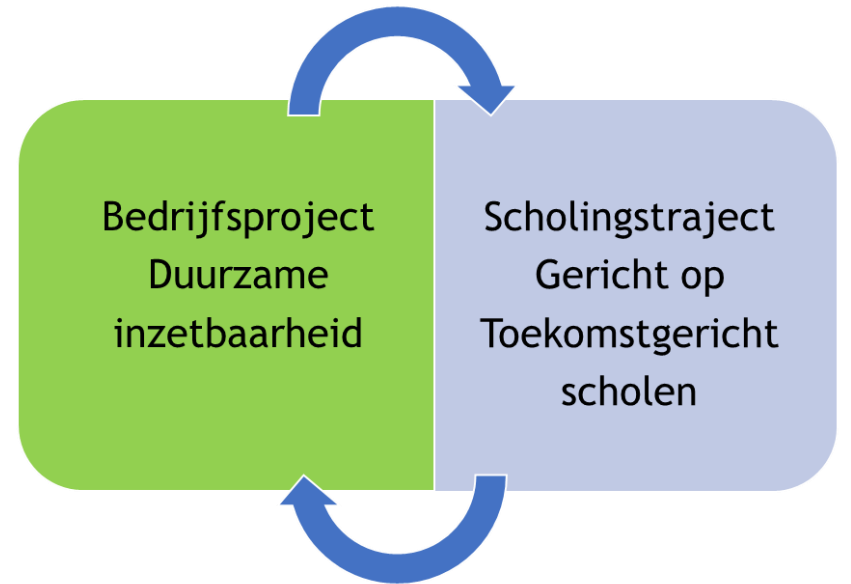 Bedrijfsproject
Duurzame
inzetbaarheid
Scholingstraject
Gericht op
Toekomstgericht
scholen